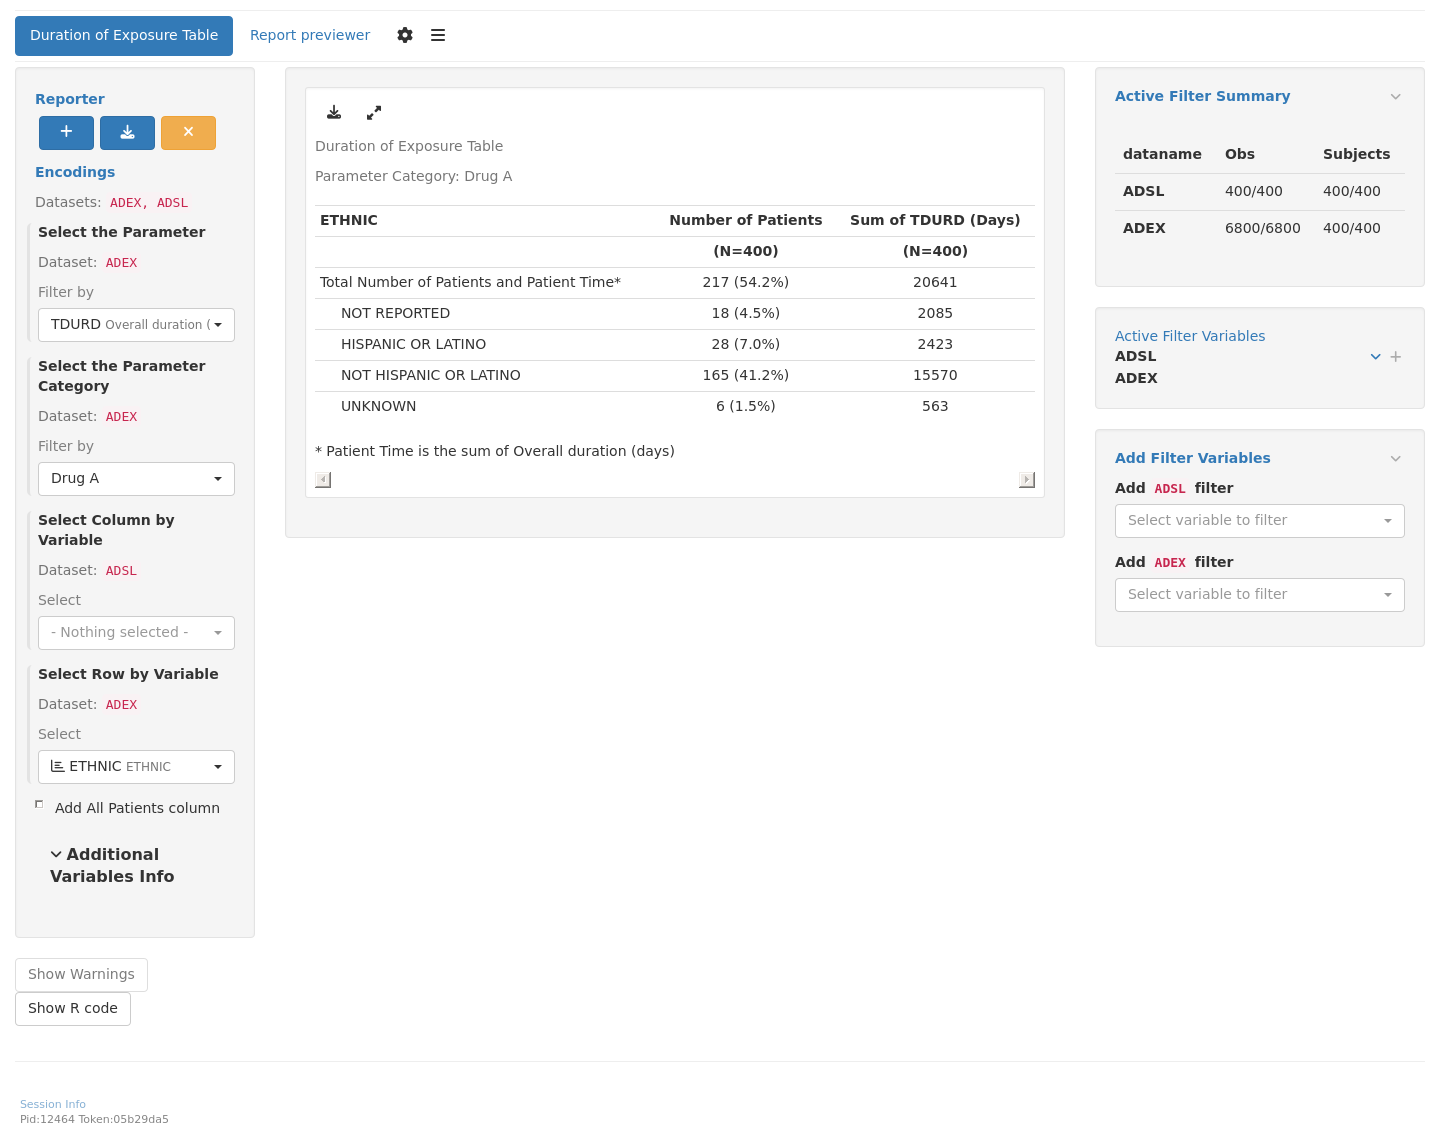 Duration of Exposure Table
Report previewer
Reporter
Encodings
Datasets: ADEX, ADSL
Select the Parameter
Dataset: ADEX
Filter by
TDURD Overall duration (
Select the Parameter
Category
Dataset: ADEX
Filter by
Drug A
Select Column by
Variable
Dataset: ADSL
Select
- Nothing selected -
Select Row by Variable
Dataset: ADEX
Select
ETHNIC ETHNIC
Add All Patients column
Additional
Variables Info
Show Warnings
Show R code
Duration of Exposure Table
Parameter Category: Drug A
ETHNIC Number of Patients Sum of TDURD (Days)
(N=400) (N=400)
Total Number of Patients and Patient Time* 217 (54.2%) 20641
NOT REPORTED 18 (4.5%) 2085
HISPANIC OR LATINO 28 (7.0%) 2423
NOT HISPANIC OR LATINO 165 (41.2%) 15570
UNKNOWN 6 (1.5%) 563
* Patient Time is the sum of Overall duration (days)
Active Filter Summary
dataname Obs Subjects
ADSL 400/400 400/400
ADEX 6800/6800 400/400
Active Filter Variables
ADSL
ADEX
Add Filter Variables
Add ADSL filter
Select variable to filter
Add ADEX filter
Select variable to filter
Session Info
Pid:12464 Token:05b29da5